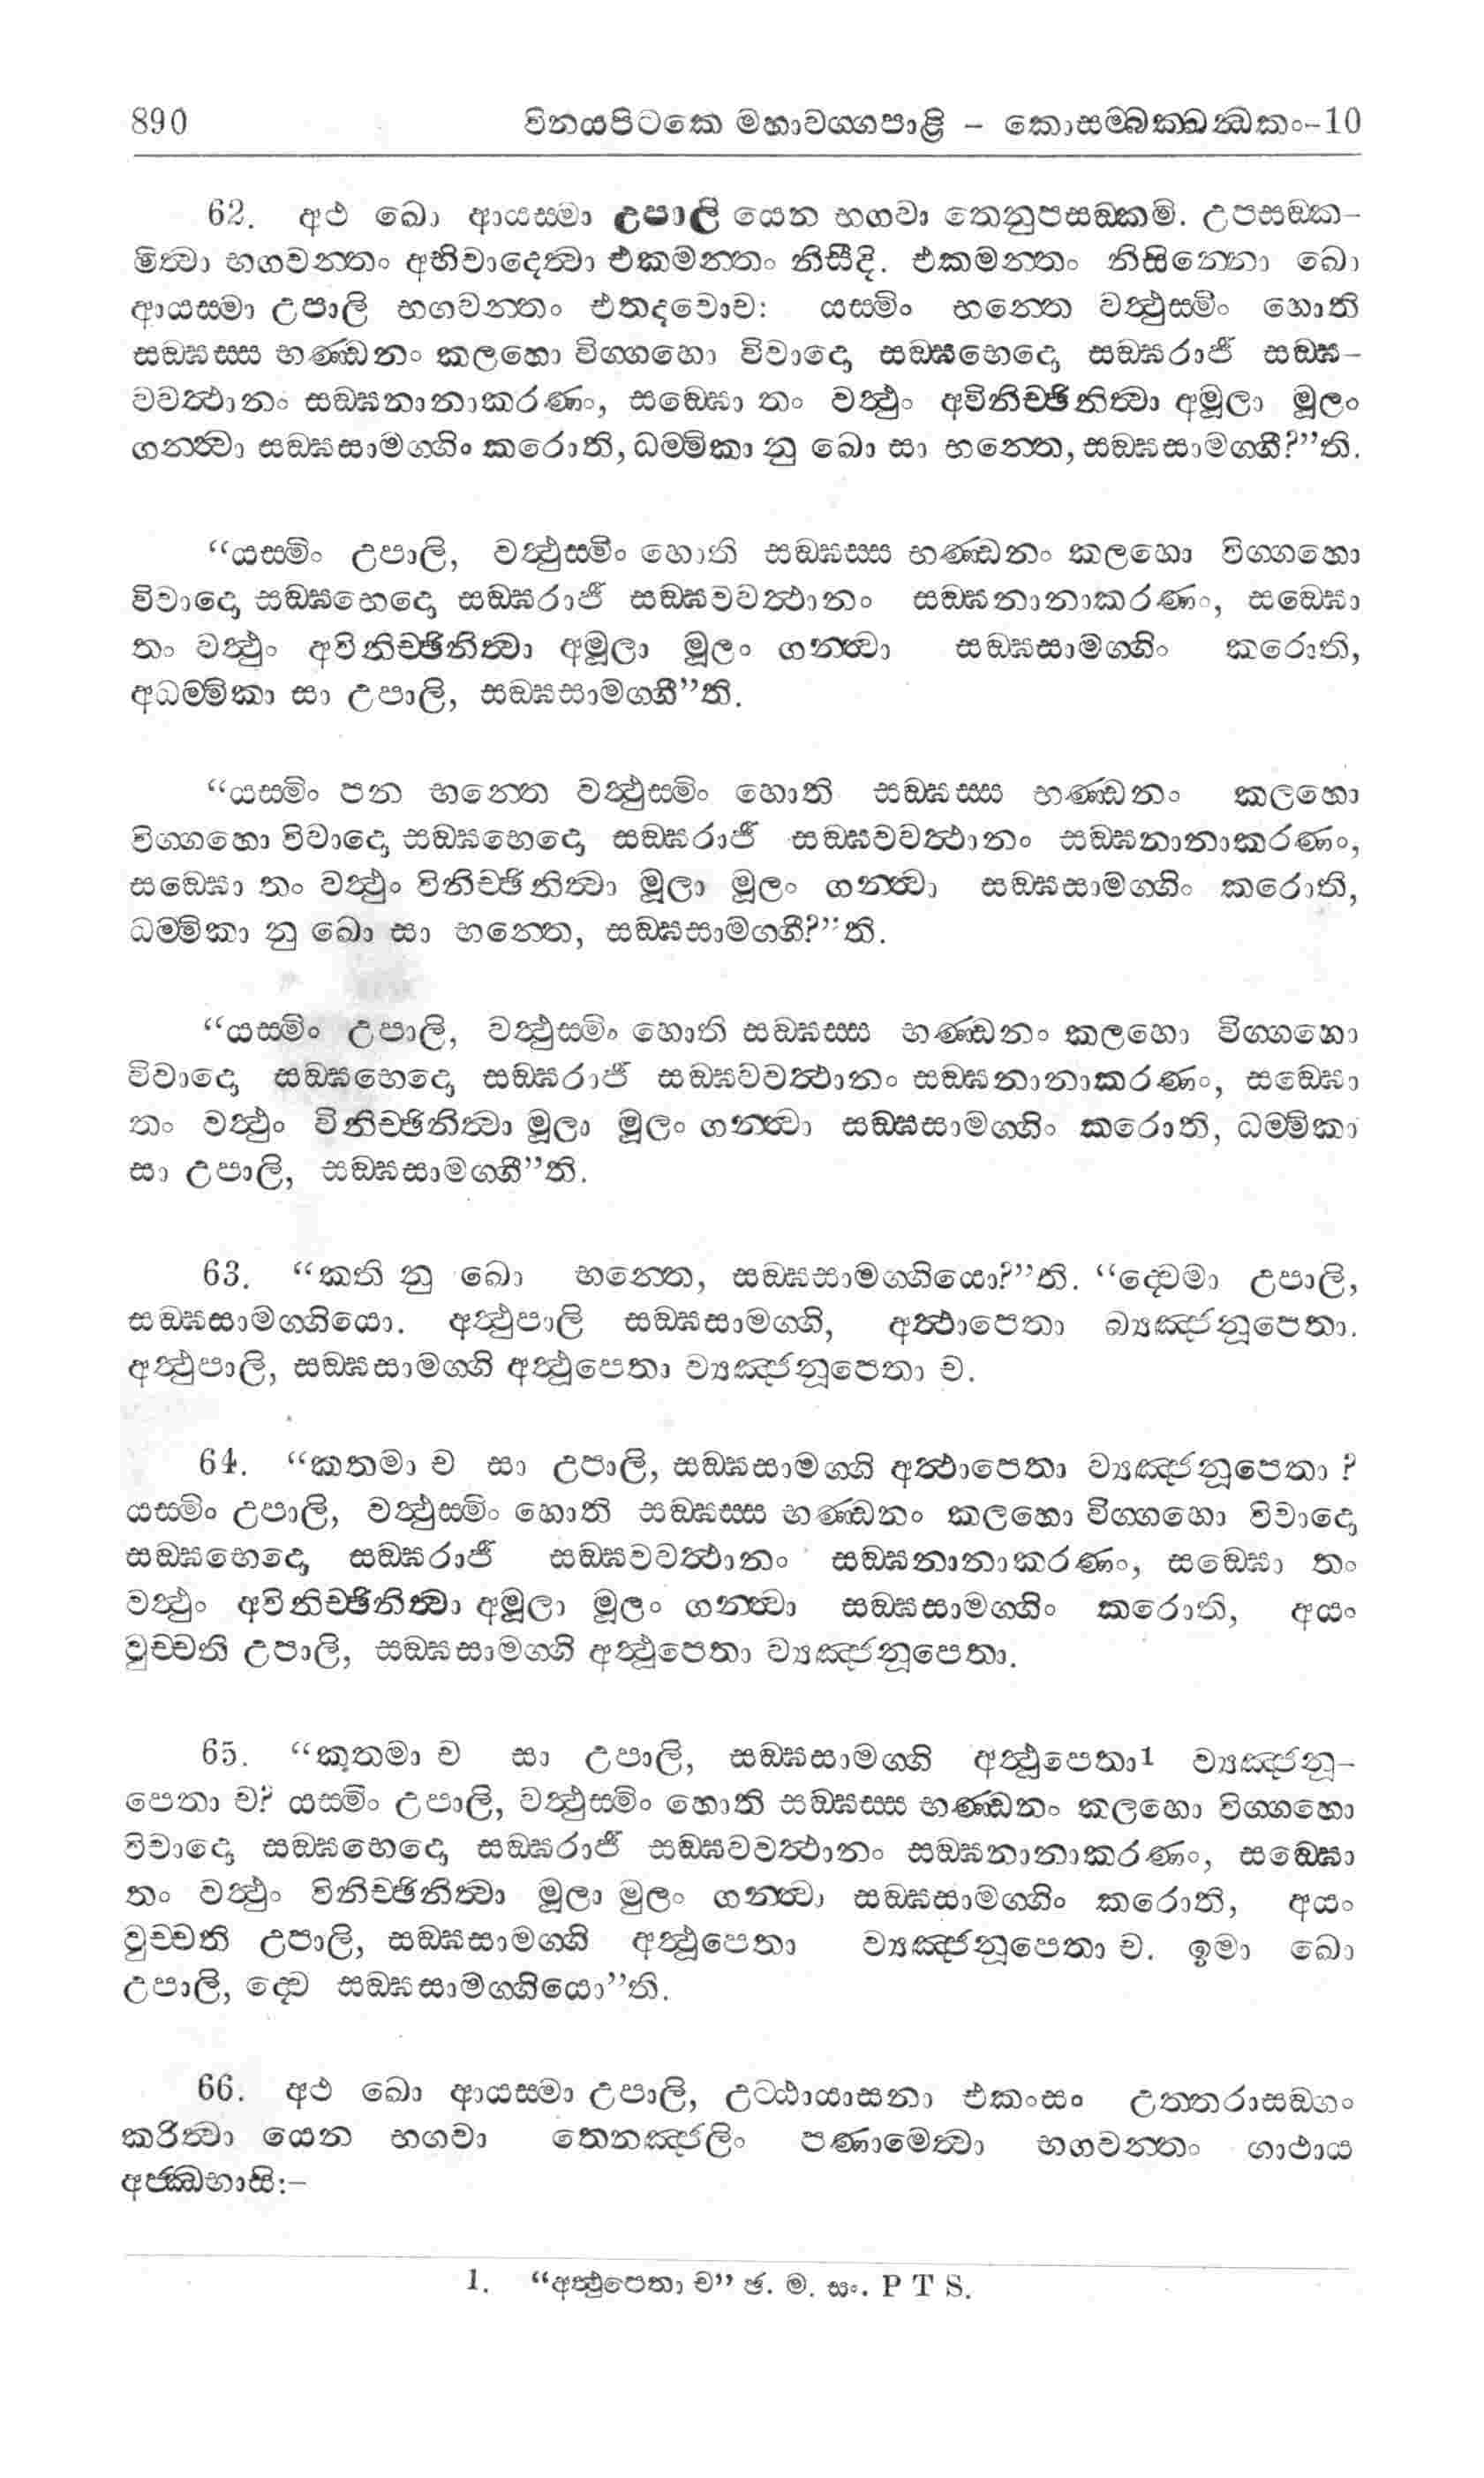 890 විනයපිටකෙ මහාවග්ගපාළි – කොසම්බක්ඛන්ධකං–10
62. අථ ඛො ආයස්මා උපාලි යෙන භගවා තෙනුපසඞ්කමි. උපසඞ්ක–
මිත්වා භගවන්තං අභිවාදෙත්වා එකමන්තං නිසීදි. එකමන්තං නිසින්නො ඛො
ආයස්මා උපාලි භගවන්තං එතදවොච: යස්මිං භන්තෙ වත්ථුස්මිං හොති
සඞ්ඝස්ස භණ්ඩනං කලහො විග්ගහො විවාදො සඞ්ඝභෙදො සඞ්ඝරාජී සඞ්ඝ–
වවත්ථානං සඞ්ඝනානාකරණං, සඞ්ඝො තං වත්ථුං අවිනිච්ඡිනිත්වා අමූලා මූලං
ගන්ත්වා සඞ්ඝසාමග්ගිං කරොති, ධම්මිකා නු ඛො සා භන්තෙ, සඞ්ඝසාමග්ගී?”ති.
“යස්මිං උපාලි, වත්ථුස්මිං හොති සඞ්ඝස්ස භණ්ඩනං කලහො විග්ගහො
විවාදො සඞ්ඝභෙදො සඞ්ඝරාජී සඞ්ඝවවත්ථානං සඞ්ඝනානාකරණං, සඞ්ඝො
තං වත්ථුං අවිනිච්ඡිනිත්වා අමූලා මූලං ගන්ත්වා සඞ්ඝසාමග්ගිං කරොති,
අධම්මිකා සා උපාලි, සඞ්ඝසාමග්ගී”ති.
“යස්මිං පන භන්තෙ වත්ථුස්මිං හොති සඞ්ඝස්ස භණ්ඩනං කලහො
විග්ගහො විවාදො සඞ්ඝභෙදො සඞ්ඝරාජී සඞ්ඝවවත්ථානං සඞ්ඝනානාකරණං,
සඞ්ඝො තං වත්ථුං විනිච්ඡිනිත්වා මූලා මූලං ගන්ත්වා සඞ්ඝසාමග්ගිං කරොති,
ධම්මිකා නු ඛො සා භන්තෙ, සඞ්ඝසාමග්ගී?”ති.
“යස්මිං උපාලි, වත්ථුස්මිං හොති සඞ්ඝස්ස භණ්ඩනං කලහො විග්ගහො
විවාදො සඞ්ඝභෙදො සඞ්ඝරාජී සඞ්ඝවවත්ථානං සඞ්ඝනානාකරණං, සඞ්ඝො
තං වත්ථුං විනිච්ඡිනිත්වා මූලා මූලං ගන්ත්වා සඞ්ඝසාමග්ගිං කරොති, ධම්මිකා
සා උපාලි, සඞ්ඝසාමග්ගී”ති.
63. “කති නු ඛො භන්තෙ, සඞ්ඝසාමග්ගියො?”ති. “ද්වෙමා උපාලි,
සඞ්ඝසාමග්ගියො. අත්ථුපාලි සඞ්ඝසාමග්ගි, අත්ථාපෙතා බ්‍යඤ්ජනූපෙතා.
අත්ථුපාලි, සඞ්ඝසාමග්ගි අත්ථූපෙතා ව්‍යඤ්ජනූපෙතා ච.
64. “කතමා ච සා උපාලි, සඞ්ඝසාමග්ගි අත්ථාපෙතා ව්‍යඤ්ජනූපෙතා ?
යස්මිං උපාලි, වත්ථුස්මිං හොති සඞ්ඝස්ස භණ්ඩනං කලහො විග්ගහො විවාදො
සඞ්ඝභෙදො සඞ්ඝරාජී සඞ්ඝවවත්ථානං සඞ්ඝනානාකරණං, සඞ්ඝො තං
වත්ථුං අවිනිච්ඡිනිත්වා අමූලා මූලං ගන්ත්වා සඞ්ඝසාමග්ගිං කරොති, අයං
වුච්චති උපාලි, සඞ්ඝසාමග්ගි අත්ථූපෙතා ව්‍යඤ්ජනූපෙතා.
65. “කතමා ච සා උපාලි, සඞ්ඝසාමග්ගි අත්ථූපෙතා1 ව්‍යඤ්ජනූ–
පෙතා ච? යස්මිං උපාලි, වත්ථුස්මිං හොති සඞ්ඝස්ස භණ්ඩනං කලහො විග්ගහො
විවාදො සඞ්ඝභෙදො සඞ්ඝරාජී සඞ්ඝවවත්ථානං සඞ්ඝනානාකරණං, සඞ්ඝො
තං වත්ථුං විනිච්ඡිනිත්වා මූලා මුලං ගන්ත්වා සඞ්ඝසාමග්ගිං කරොති, අයං
වුච්චති උපාලි, සඞ්ඝසාමග්ගි අත්ථූපෙතා ව්‍යඤ්ජනූපෙතා ච. ඉමා ඛො
උපාලි, ද්වෙ සඞ්ඝසාමග්ගියො”ති.
66. අථ ඛො ආයස්මා උපාලි, උට්ඨායාසනා එකංසං උත්තරාසඞ්ගං
කරිත්වා යෙන භගවා තෙනඤ්ජලිං පණාමෙත්වා භගවන්තං ගාථාය
අජ්ඣභාසි:–
1. “අත්ථුපෙතා ච” ඡ. ම. සං. P T S.